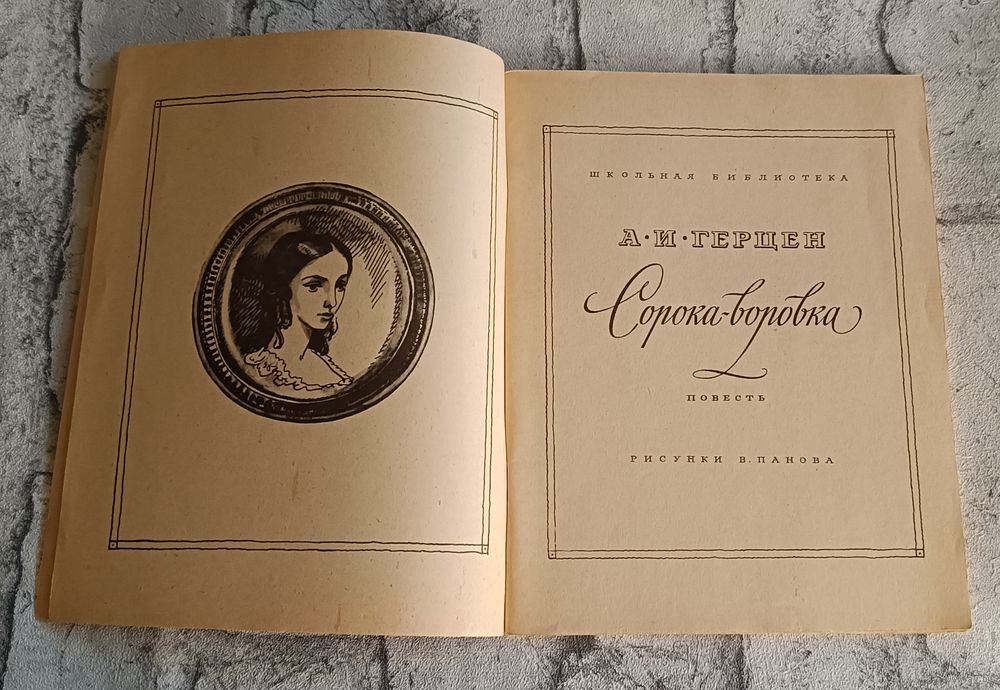 ШКОЛЬНАЯ БИБЛИОТЕКА
А·И·ГЕРЦЕН
Сорока-воровка
ПОВЕСТЬ
РИСУНКИ В. ПАНОВА